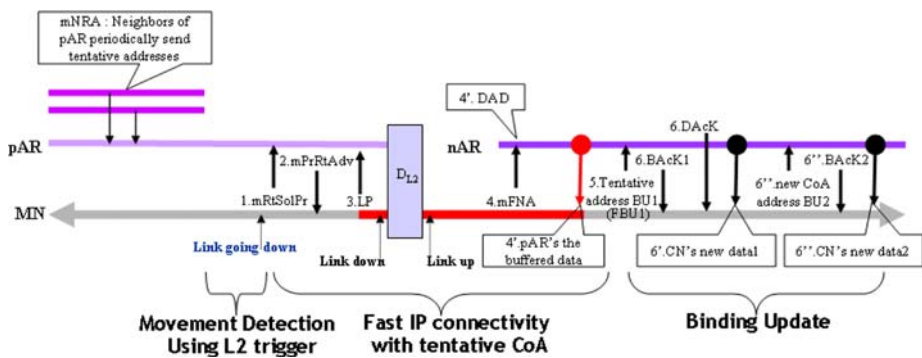 mNRA : Neighbors of
pAR periodically send
tentative addresses
4'. DAD
6.DAcK
pAR
nAR
D_L2
2.mPrRtAdv
6.BAcK1
6''.BAcK2
1.mRtSolPr
3.LP
4.mFNA
5.Tentative
address BU1
(FBU1)
6''.new CoA
address BU2
MN
Link going down
Link down
Link up
4'.pAR's the
buffered data
6'.CN's new data1
6''.CN's new data2
Movement Detection
Using L2 trigger
Fast IP connectivity
with tentative CoA
Binding Update